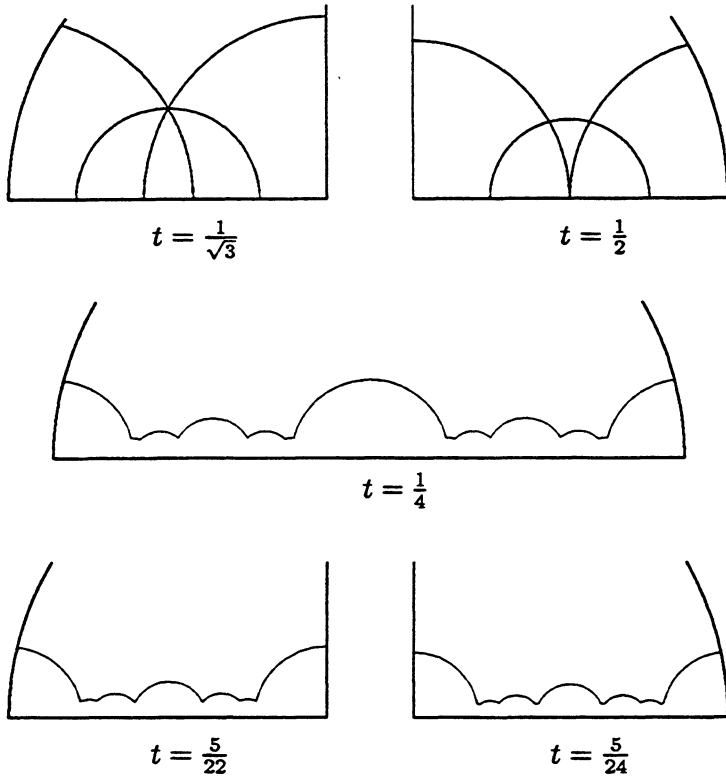 t = 1/√3
t = 1/2
t = 1/4
t = 5/22
t = 5/24